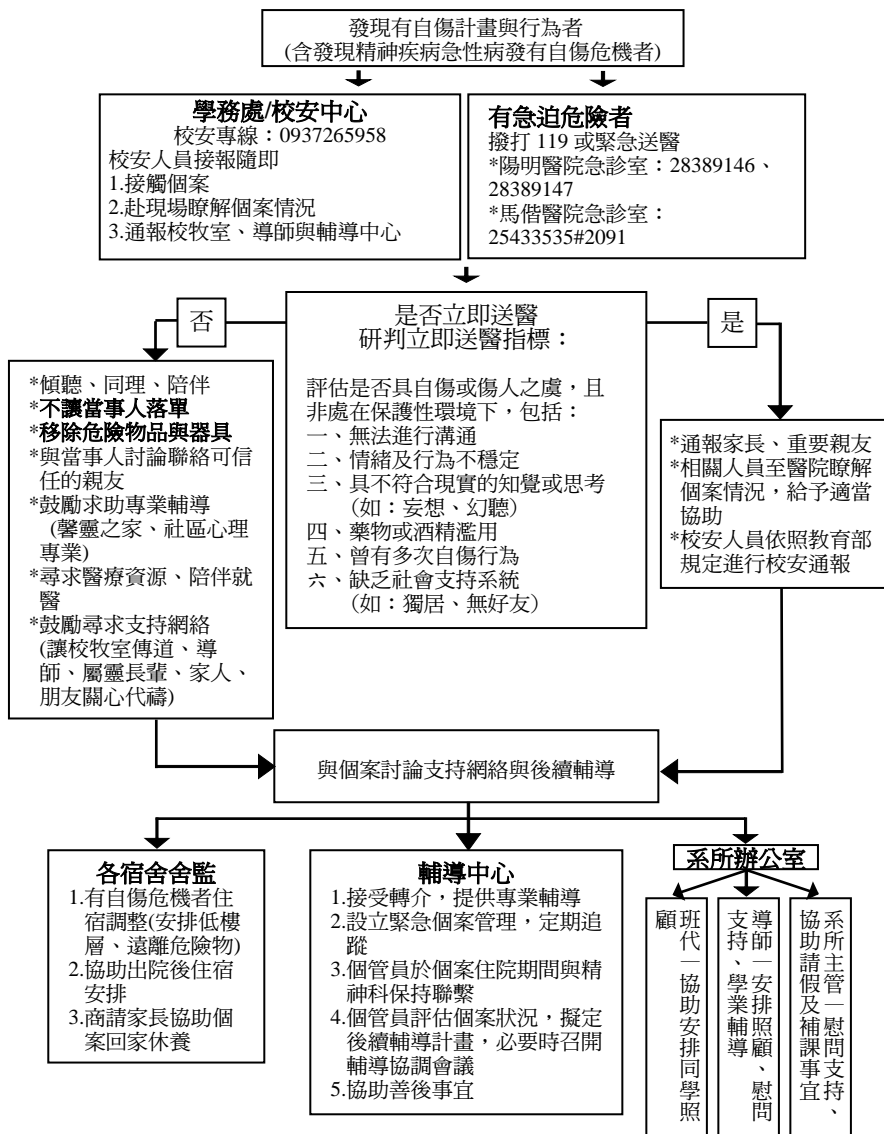 發現有自傷計畫與行為者
(含發現精神疾病急性病發有自傷危機者)
學務處/校安中心
校安專線：0937265958
校安人員接報隨即
1.接觸個案
2.赴現場瞭解個案情況
3.通報校牧室、導師與輔導中心
有急迫危險者
撥打 119 或緊急送醫
*陽明醫院急診室：28389146、
28389147
*馬偕醫院急診室：
25433535#2091
否
是否立即送醫
研判立即送醫指標：
評估是否具自傷或傷人之虞，且
非處在保護性環境下，包括：
一、無法進行溝通
二、情緒及行為不穩定
三、具不符合現實的知覺或思考
(如：妄想、幻聽)
四、藥物或酒精濫用
五、曾有多次自傷行為
六、缺乏社會支持系統
(如：獨居、無好友)
是
*傾聽、同理、陪伴
*不讓當事人落單
*移除危險物品與器具
*與當事人討論聯絡可信
任的親友
*鼓勵求助專業輔導
(馨靈之家、社區心理
專業)
*尋求醫療資源、陪伴就
醫
*鼓勵尋求支持網絡
(讓校牧室傳道、導
師、屬靈長輩、家人、
朋友關心代禱)
*通報家長、重要親友
*相關人員至醫院瞭解
個案情況，給予適當
協助
*校安人員依照教育部
規定進行校安通報
與個案討論支持網絡與後續輔導
各宿舍舍監
1.有自傷危機者住
宿調整(安排低樓
層、遠離危險物)
2.協助出院後住宿
安排
3.商請家長協助個
案回家休養
輔導中心
1.接受轉介，提供專業輔導
2.設立緊急個案管理，定期追
蹤
3.個管員於個案住院期間與精
神科保持聯繫
4.個管員評估個案狀況，擬定
後續輔導計畫，必要時召開
輔導協調會議
5.協助善後事宜
系所辦公室
班代—協助安排同學照
顧
導師—安排照顧、慰問
支持、學業輔導
系所主管—慰問支持、
協助請假及補課事宜